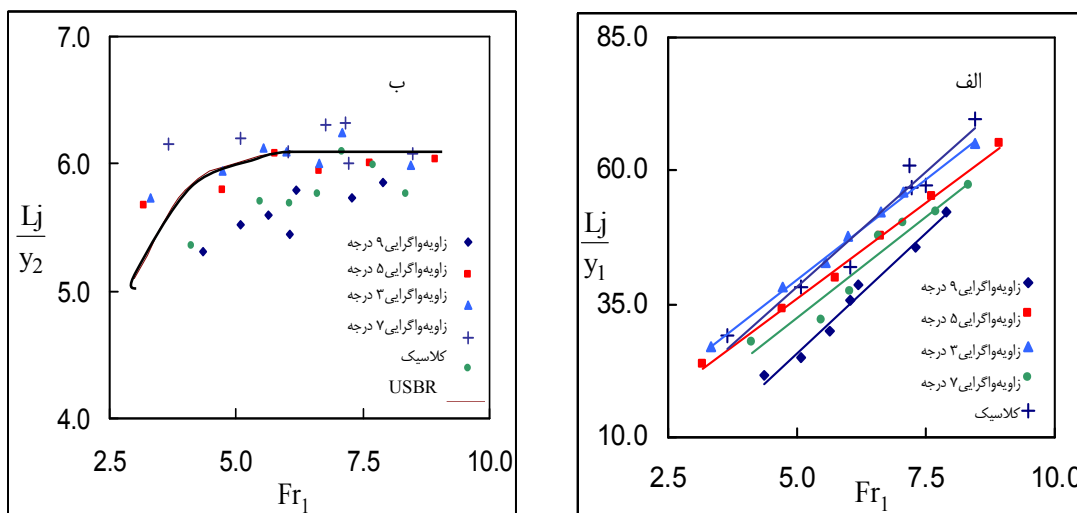 7.0
6.0
5.0
4.0
2.5
5.0
7.5
10.0
Lj
y2
Fr1
ب
زاویه‌واگرایی۹ درجه
زاویه‌واگرایی۵ درجه
زاویه‌واگرایی۳ درجه
زاویه‌واگرایی۷ درجه
کلاسیک
USBR
85.0
60.0
35.0
10.0
2.5
5.0
7.5
10.0
Lj
y1
Fr1
الف
زاویه‌واگرایی۹ درجه
زاویه‌واگرایی۵ درجه
زاویه‌واگرایی۳ درجه
زاویه‌واگرایی۷ درجه
کلاسیک